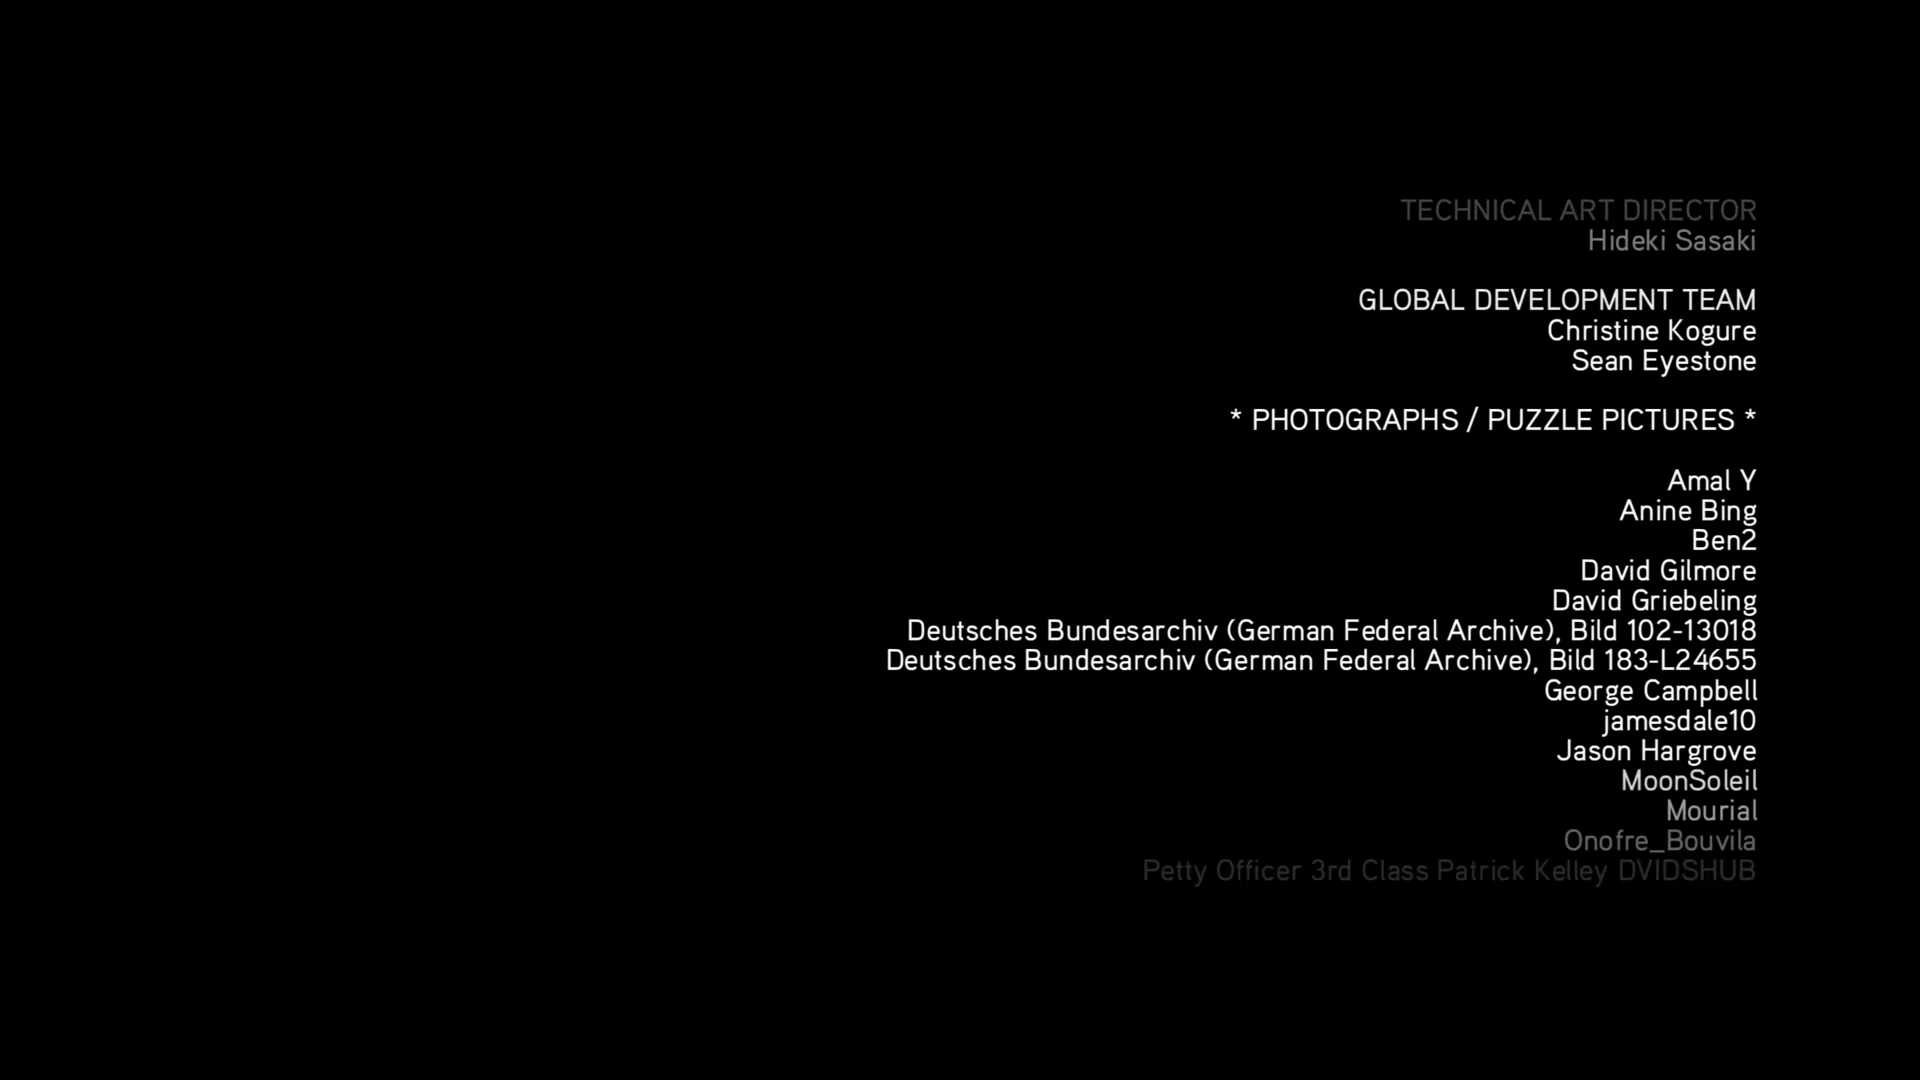 TECHNICAL ART DIRECTOR
Hideki Sasaki
GLOBAL DEVELOPMENT TEAM
Christine Kogure
Sean Eyestone
* PHOTOGRAPHS / PUZZLE PICTURES *
Amal Y
Anine Bing
Ben2
David Gilmore
David Griebeling
Deutsches Bundesarchiv (German Federal Archive), Bild 102-13018
Deutsches Bundesarchiv (German Federal Archive), Bild 183-L24655
George Campbell
jamesdale10
Jason Hargrove
MoonSoleil
Mourial
Onofre_Bouvila
Petty Officer 3rd Class Patrick Kelley DVIDSHUB